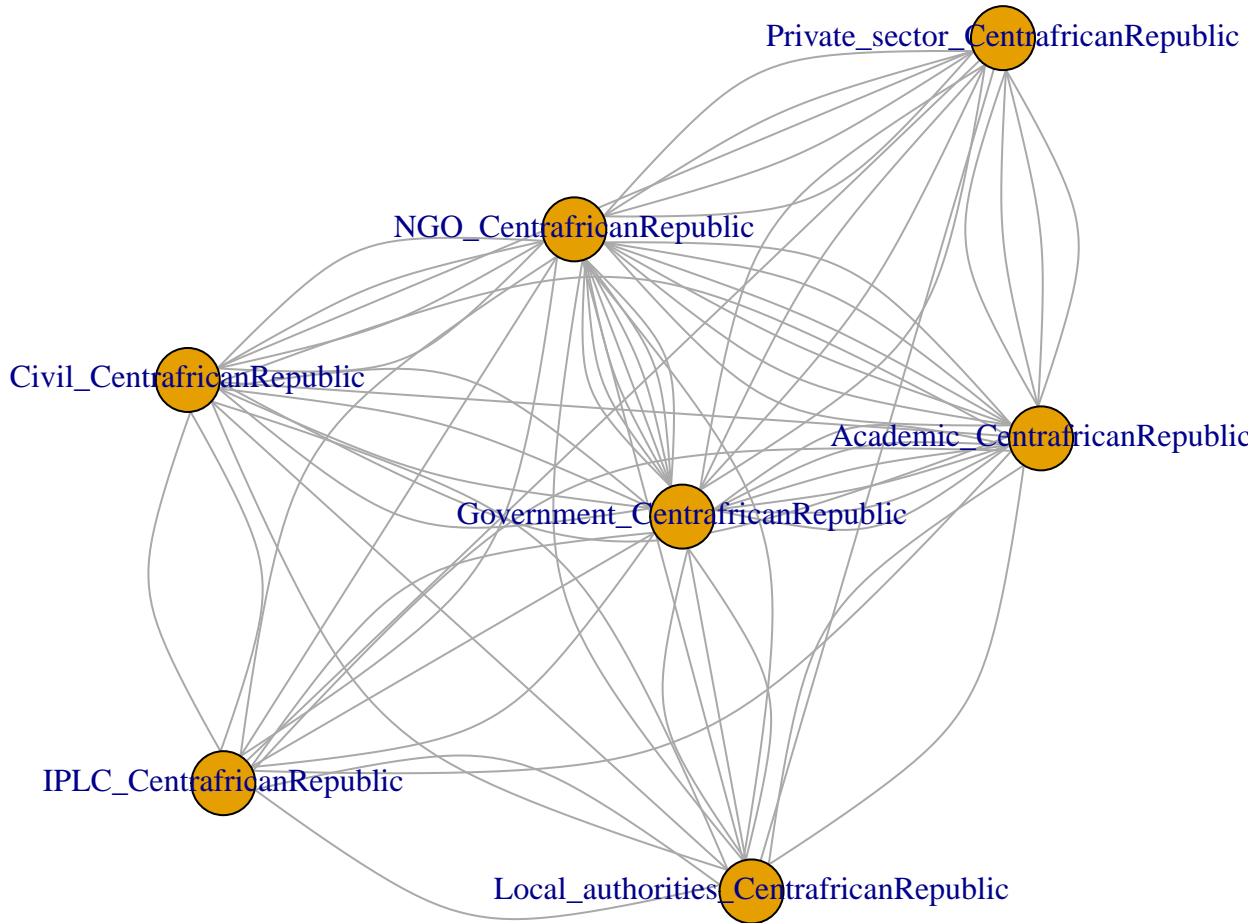 Private_sector_CentrafricanRepublic
NGO_CentrafricanRepublic
Civil_CentrafricanRepublic
Academic_CentrafricanRepublic
Government_CentrafricanRepublic
IPLC_CentrafricanRepublic
Local_authorities_CentrafricanRepublic